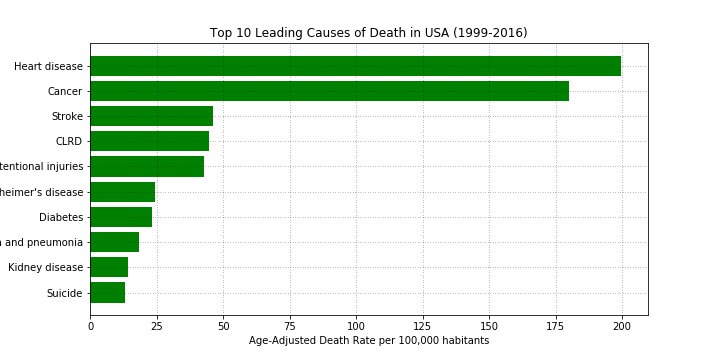 Top 10 Leading Causes of Death in USA (1999-2016)
Heart disease
Cancer
Stroke
CLRD
tentional injuries
heimer's disease
Diabetes
and pneumonia
Kidney disease
Suicide
0 25 50 75 100 125 150 175 200
Age-Adjusted Death Rate per 100,000 habitants